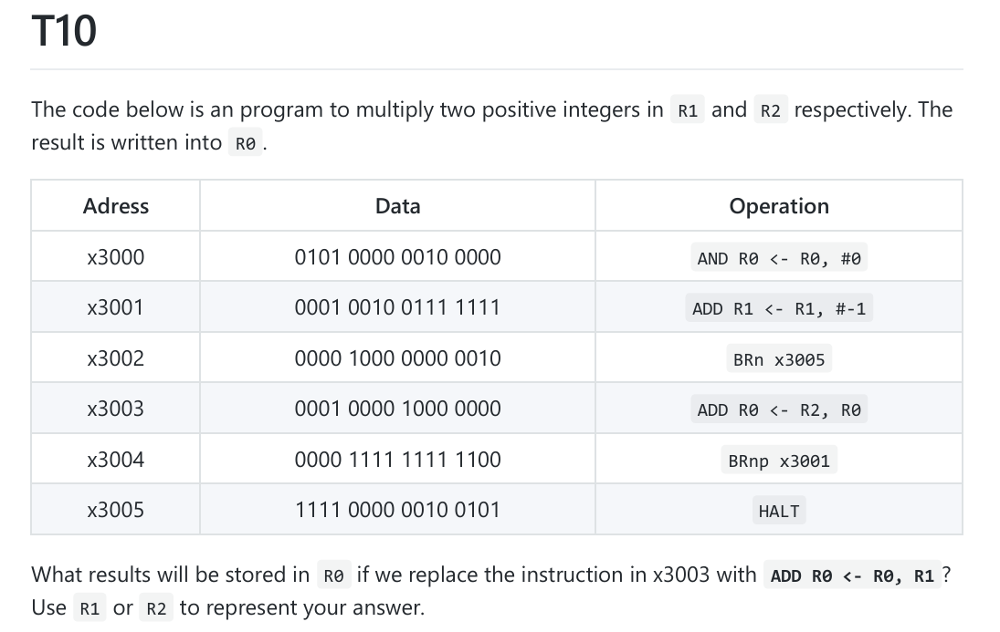 T10
The code below is an program to multiply two positive integers in R1 and R2 respectively. The
result is written into R0 .
Adress Data Operation
x3000 0101 0000 0010 0000 AND R0 <- R0, #0
x3001 0001 0010 0111 1111 ADD R1 <- R1, #-1
x3002 0000 1000 0000 0010 BRn x3005
x3003 0001 0000 1000 0000 ADD R0 <- R2, R0
x3004 0000 1111 1111 1100 BRnp x3001
x3005 1111 0000 0010 0101 HALT
What results will be stored in R0 if we replace the instruction in x3003 with ADD R0 <- R0, R1 ?
Use R1 or R2 to represent your answer.